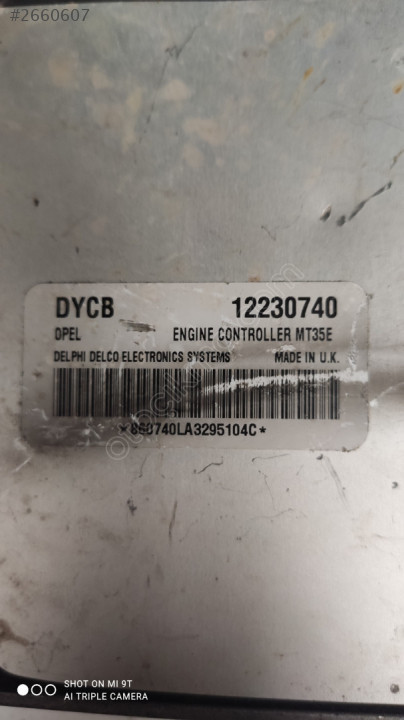 #2660607
DYCB 12230740
OPEL ENGINE CONTROLLER MT35E
DELPHI DELCO ELECTRONICS SYSTEMS MADE IN U.K.
*860740LA3295104C*
SHOT ON MI 9T
AI TRIPLE CAMERA